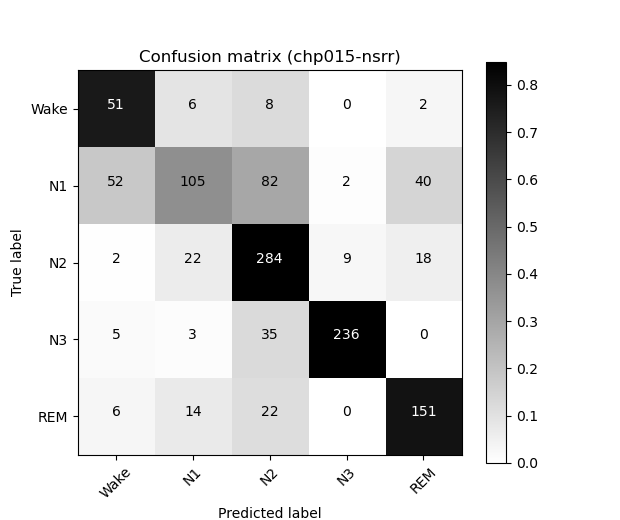 Confusion matrix (chp015-nsrr)
True label
Wake 51 6 8 0 2
N1 52 105 82 2 40
N2 2 22 284 9 18
N3 5 3 35 236 0
REM 6 14 22 0 151
Wake N1 N2 N3 REM
Predicted label
0.8
0.7
0.6
0.5
0.4
0.3
0.2
0.1
0.0